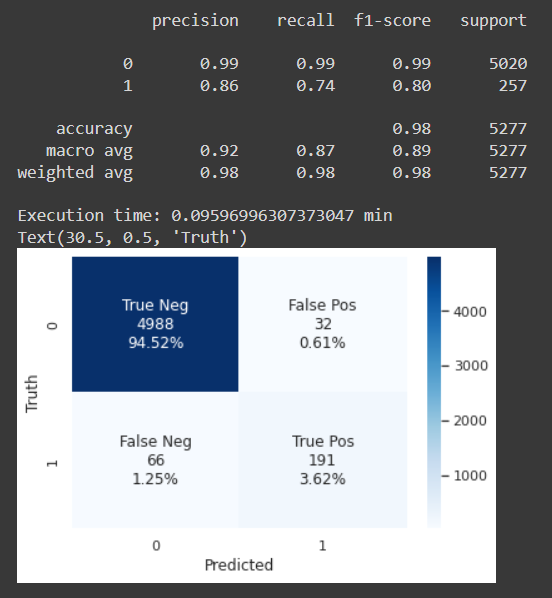 precision recall f1-score support
0 0.99 0.99 0.99 5020
1 0.86 0.74 0.80 257
accuracy 0.98 5277
macro avg 0.92 0.87 0.89 5277
weighted avg 0.98 0.98 0.98 5277
Execution time: 0.09596996307373047 min
Text(30.5, 0.5, 'Truth')
True Neg
4988
94.52%
False Pos
32
0.61%
False Neg
66
1.25%
True Pos
191
3.62%
Truth
0
1
0 1
Predicted
4000
3000
2000
1000